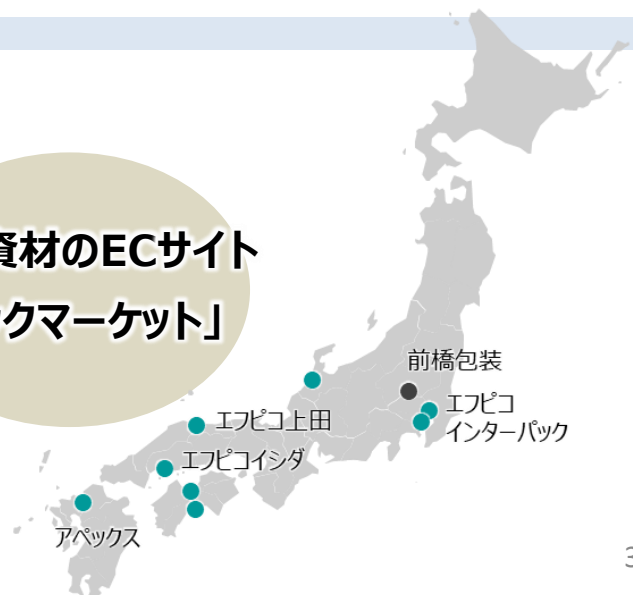 資材のECサイト
クマーケット」
前橋包装
エフピコ
インターパック
エフピコ上田
エフピコイシダ
アペックス
3